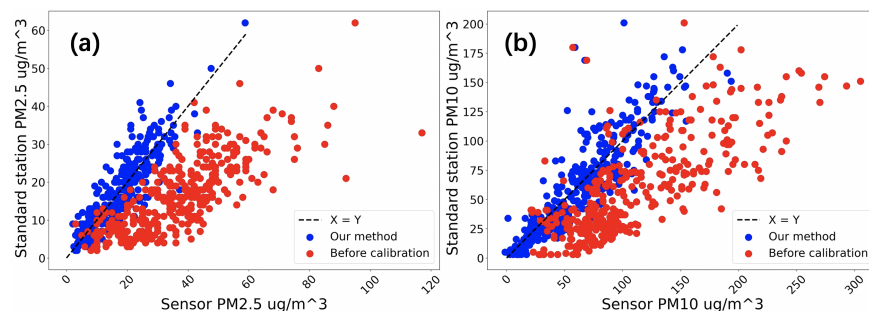 (a)
Standard station PM2.5 ug/m^3
60
50
40
30
20
10
0
0
20
40
60
80
100
120
Sensor PM2.5 ug/m^3
X = Y
Our method
Before calibration
(b)
Standard station PM10 ug/m^3
200
175
150
125
100
75
50
25
0
0
50
100
150
200
250
300
Sensor PM10 ug/m^3
X = Y
Our method
Before calibration